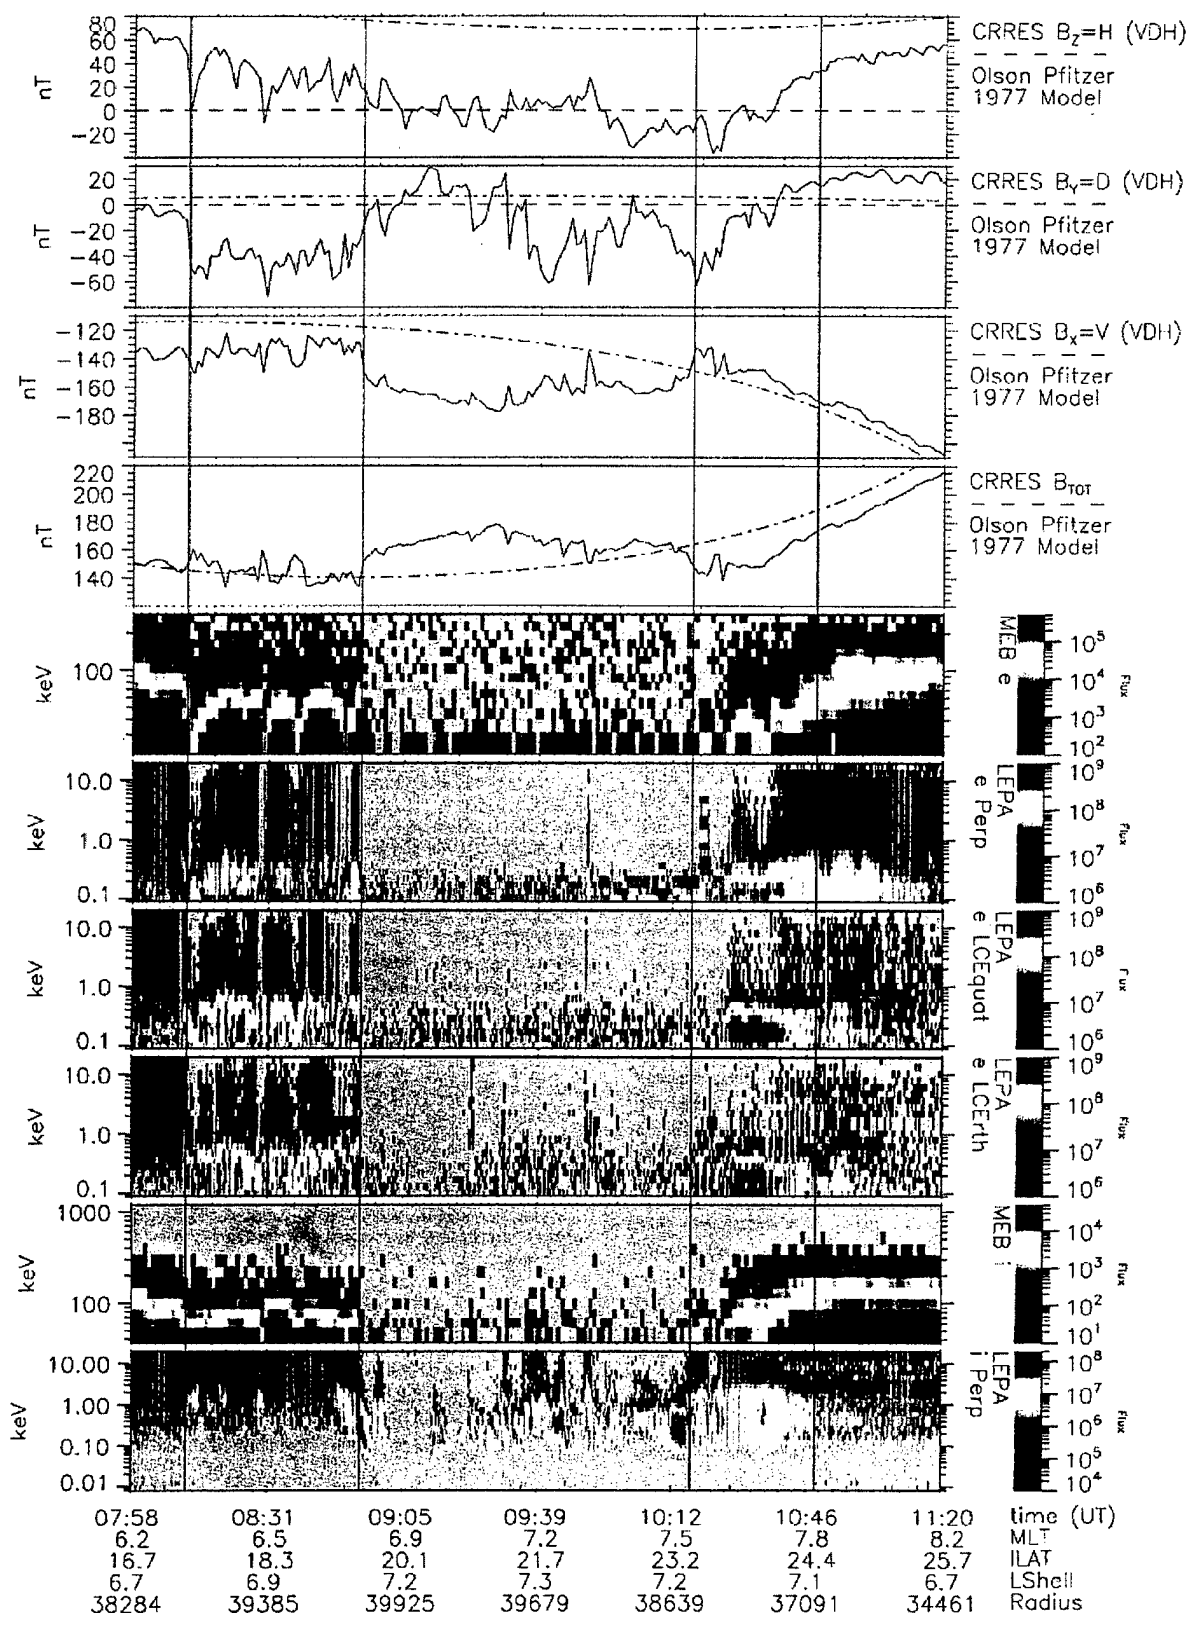 80
60
40
20
0
−20
nT
CRRES BZ=H (VDH)
Olson Pfitzer
1977 Model
20
0
−20
−40
−60
nT
CRRES BY=D (VDH)
Olson Pfitzer
1977 Model
−120
−140
−160
−180
nT
CRRES BX=V (VDH)
Olson Pfitzer
1977 Model
220
200
180
160
140
nT
CRRES BTOT
Olson Pfitzer
1977 Model
100
keV
MEB e
10^5
10^4
10^3
10^2
Flux
10.0
1.0
0.1
keV
LEPA
e Perp
10^9
10^8
10^7
10^6
Flux
10.0
1.0
0.1
keV
LEPA
e LCEquat
10^9
10^8
10^7
10^6
Flux
10.0
1.0
0.1
keV
LEPA
e LCErth
10^9
10^8
10^7
10^6
Flux
1000
100
keV
MEB i
10^4
10^3
10^2
10^1
Flux
10.00
1.00
0.10
0.01
keV
LEPA
i Perp
10^8
10^7
10^6
10^5
10^4
Flux
07:58 08:31 09:05 09:39 10:12 10:46 11:20 time (UT)
6.2 6.5 6.9 7.2 7.5 7.8 8.2 MLT
16.7 18.3 20.1 21.7 23.2 24.4 25.7 ILAT
6.7 6.9 7.2 7.3 7.2 7.1 6.7 LShell
38284 39385 39925 39679 38639 37091 34461 Radius